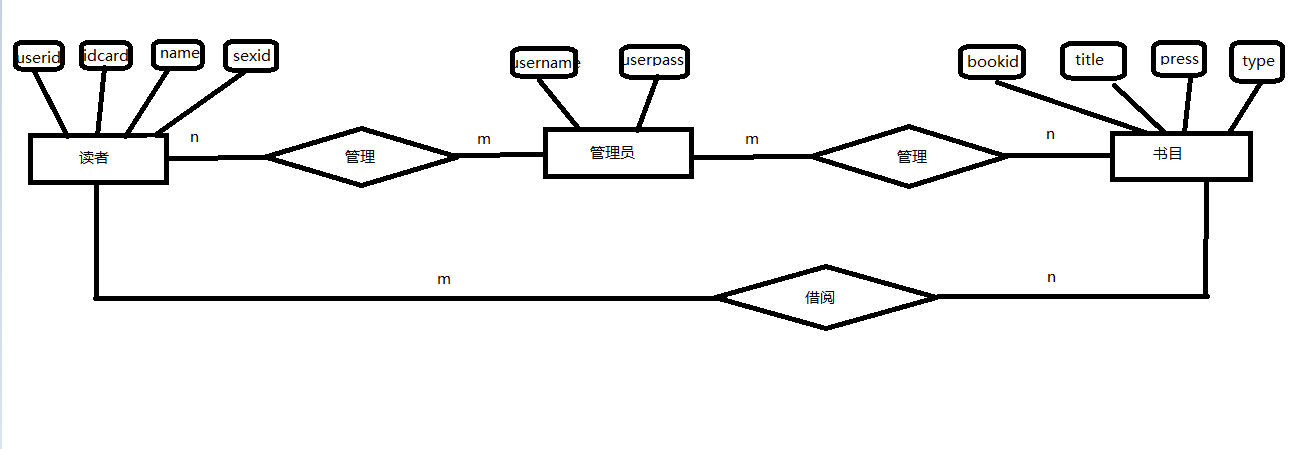 userid
idcard
name
sexid
username
userpass
bookid
title
press
type
读者
n
管理
m
管理员
m
管理
n
书目
m
借阅
n